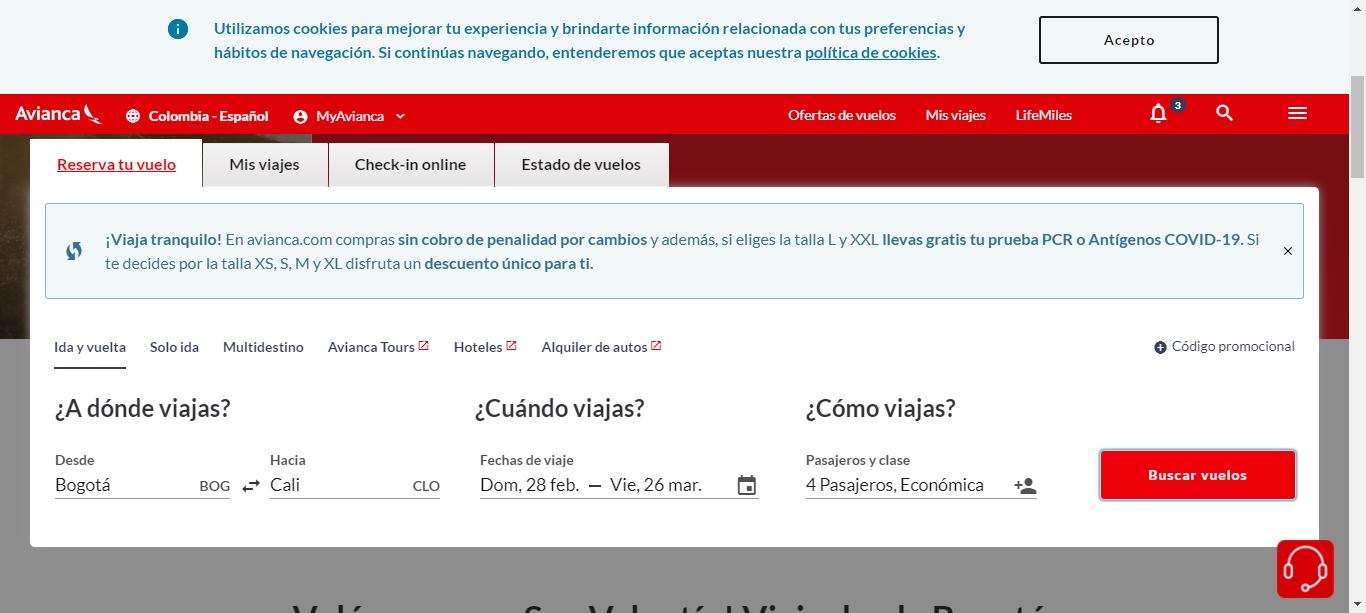 Utilizamos cookies para mejorar tu experiencia y brindarte información relacionada con tus preferencias y
hábitos de navegación. Si continúas navegando, entenderemos que aceptas nuestra política de cookies.
Acepto
Avianca
Colombia - Español
MyAvianca
Ofertas de vuelos
Mis viajes
LifeMiles
3
Reserva tu vuelo
Mis viajes
Check-in online
Estado de vuelos
¡Viaja tranquilo! En avianca.com compras sin cobro de penalidad por cambios y además, si eliges la talla L y XXL llevas gratis tu prueba PCR o Antígenos COVID-19. Si
te decides por la talla XS, S, M y XL disfruta un descuento único para ti.
Ida y vuelta
Solo ida
Multidestino
Avianca Tours
Hoteles
Alquiler de autos
Código promocional
¿A dónde viajas?
¿Cuándo viajas?
¿Cómo viajas?
Desde
Hacia
Fechas de viaje
Pasajeros y clase
Bogotá BOG
Cali CLO
Dom, 28 feb. — Vie, 26 mar.
4 Pasajeros, Económica
Buscar vuelos